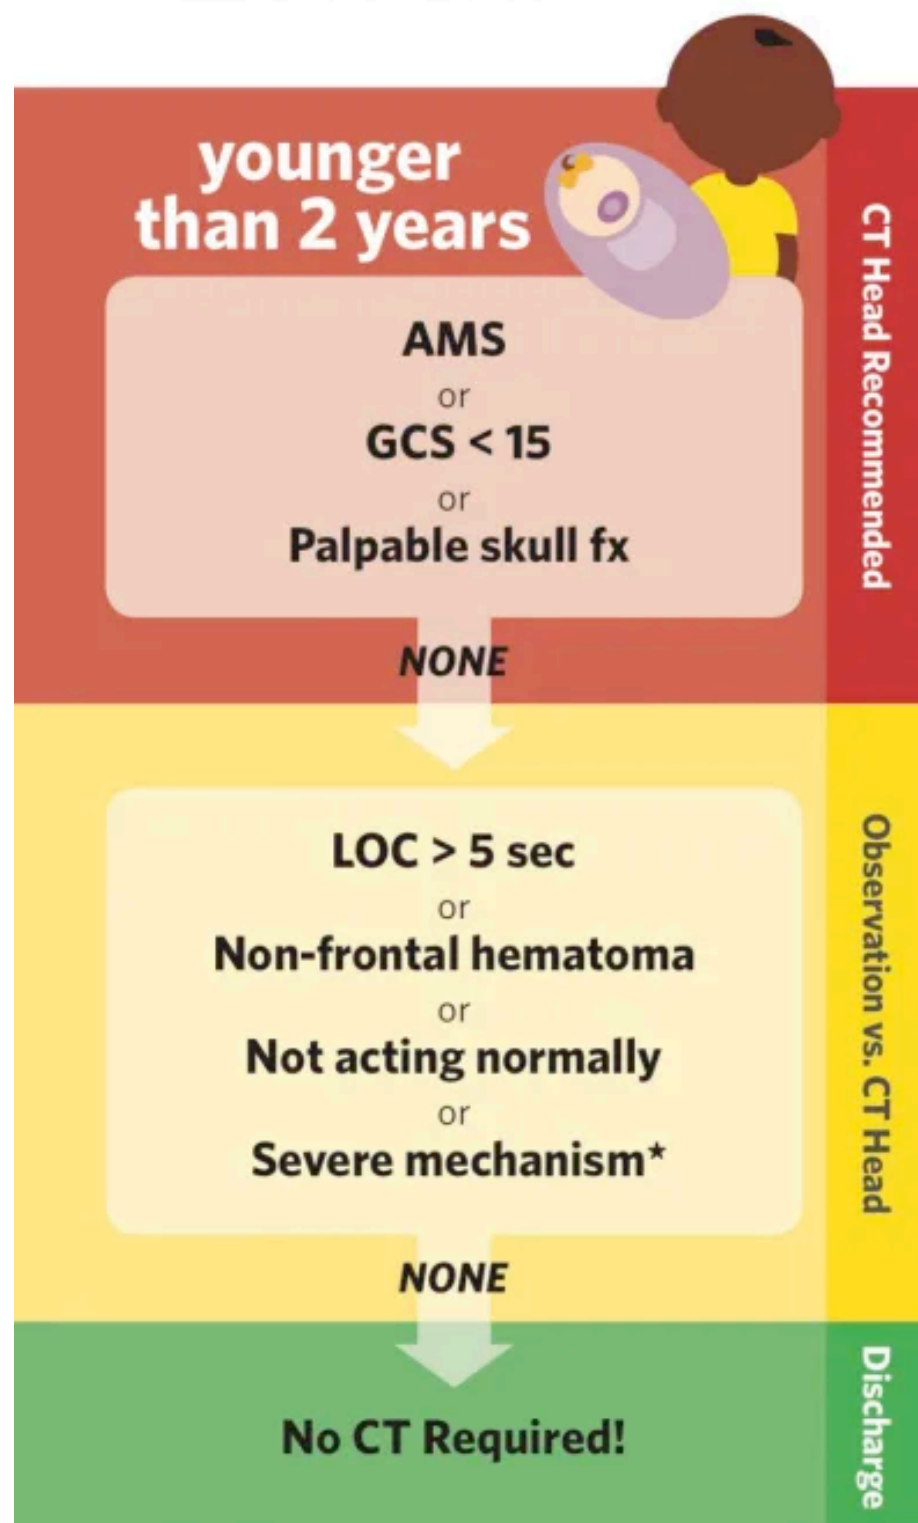 younger
than 2 years
AMS
or
GCS < 15
or
Palpable skull fx
NONE
CT Head Recommended
LOC > 5 sec
or
Non-frontal hematoma
or
Not acting normally
or
Severe mechanism*
NONE
Observation vs. CT Head
No CT Required!
Discharge